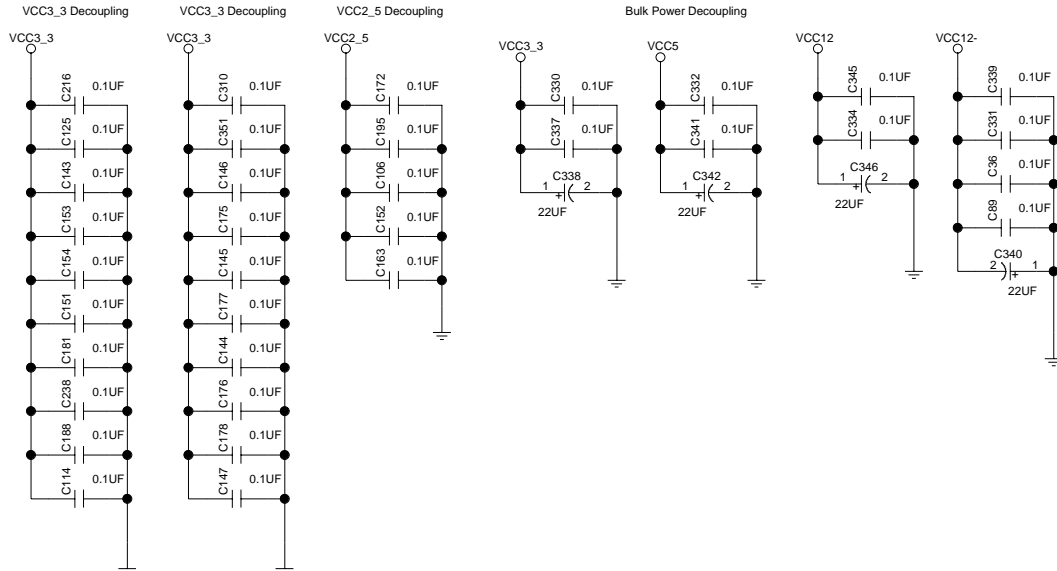 VCC3_3 Decoupling
VCC3_3
C216 0.1UF
C125 0.1UF
C143 0.1UF
C153 0.1UF
C154 0.1UF
C151 0.1UF
C181 0.1UF
C238 0.1UF
C188 0.1UF
C114 0.1UF
VCC3_3 Decoupling
VCC3_3
C310 0.1UF
C351 0.1UF
C146 0.1UF
C175 0.1UF
C145 0.1UF
C177 0.1UF
C144 0.1UF
C176 0.1UF
C178 0.1UF
C147 0.1UF
VCC2_5 Decoupling
VCC2_5
C172 0.1UF
C195 0.1UF
C106 0.1UF
C152 0.1UF
C163 0.1UF
Bulk Power Decoupling
VCC3_3
C330 0.1UF
C337 0.1UF
C338
1 + 2
22UF
VCC5
C332 0.1UF
C341 0.1UF
C342
1 + 2
22UF
VCC12
C345 0.1UF
C334 0.1UF
C346
1 + 2
22UF
VCC12-
C339 0.1UF
C331 0.1UF
C36 0.1UF
C89 0.1UF
C340
2 + 1
22UF